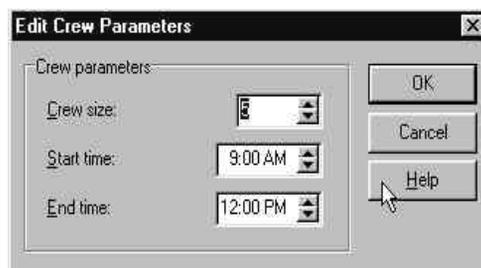 Edit Crew Parameters
Crew parameters
Crew size:
Start time: 9:00 AM
End time: 12:00 PM
OK
Cancel
Help